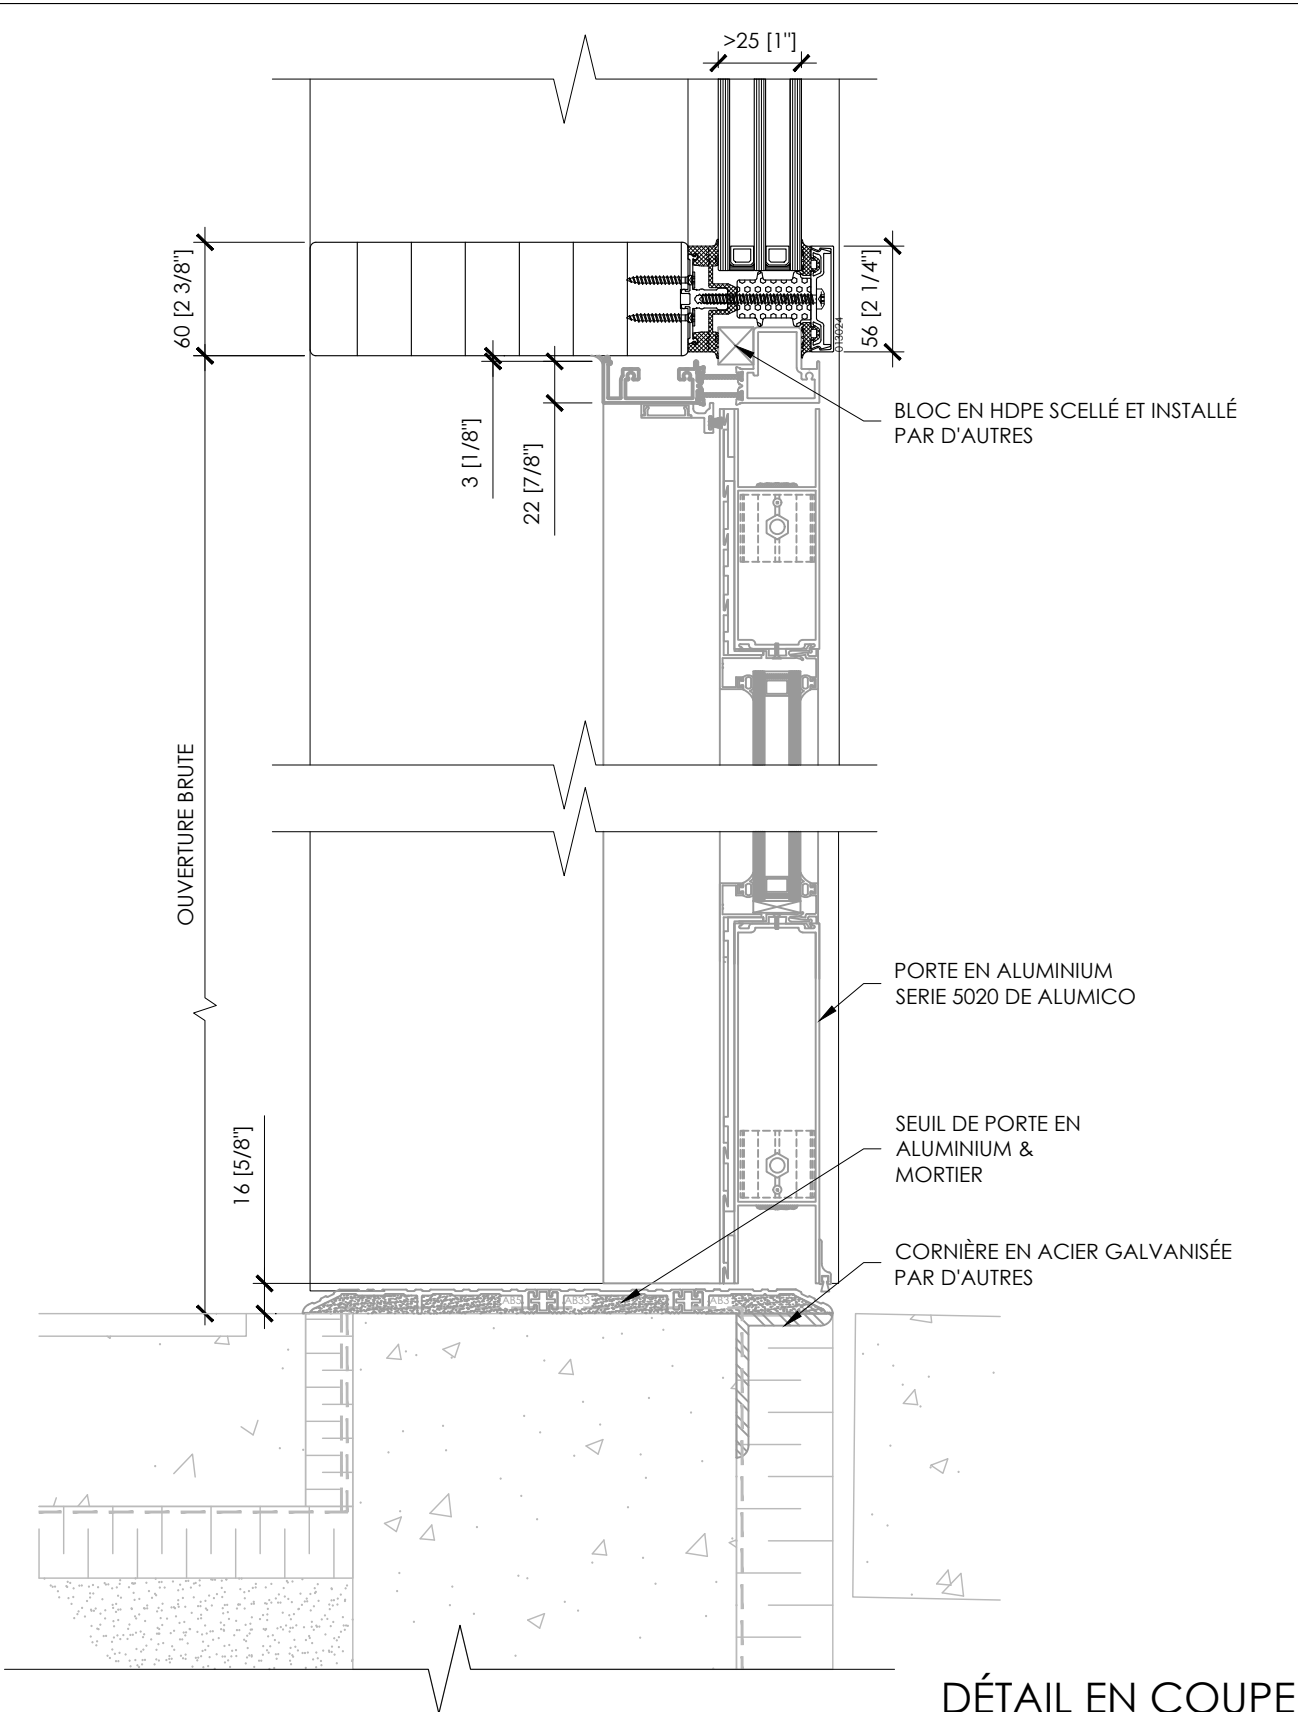 >25 [1"]
60 [2 3/8"]
56 [2 1/4"]
013024
3 [1/8"]
22 [7/8"]
BLOC EN HDPE SCELLÉ ET INSTALLÉ
PAR D'AUTRES
OUVERTURE BRUTE
PORTE EN ALUMINIUM
SERIE 5020 DE ALUMICO
16 [5/8"]
SEUIL DE PORTE EN
ALUMINIUM &
MORTIER
CORNIÈRE EN ACIER GALVANISÉE
PAR D'AUTRES
AB33
DÉTAIL EN COUPE